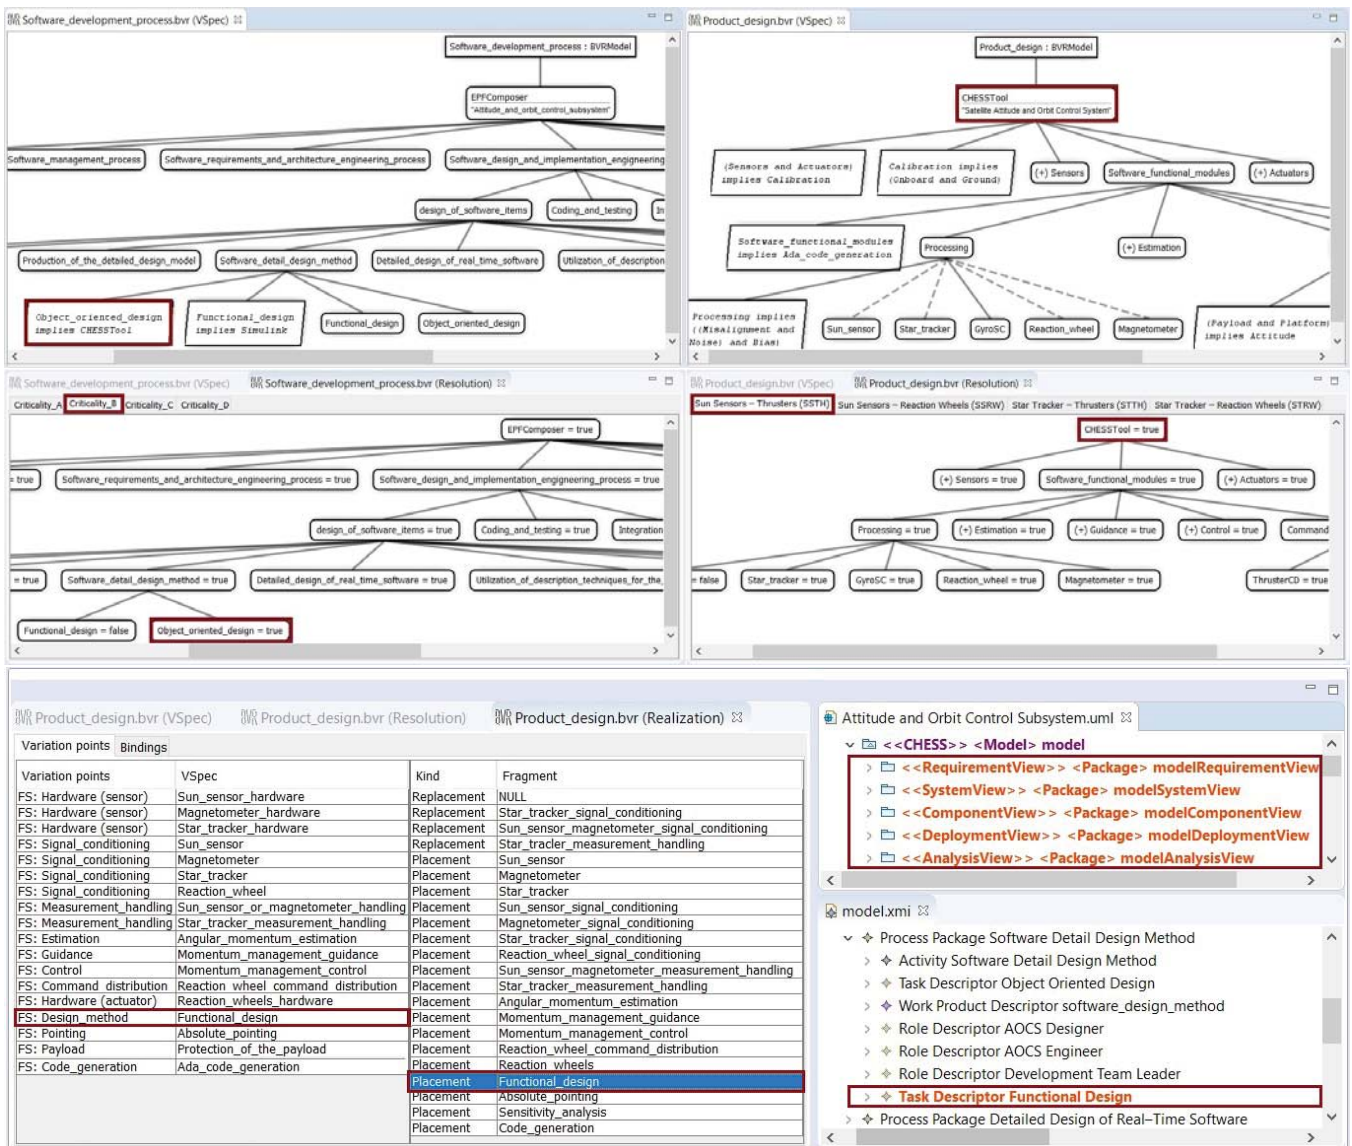 Software_development_process.bvr (VSpec)
Software_development_process : BVRModel
EPFComposer
"Attitude_and_orbit_control_subsystem"
Software_management_process
Software_requirements_and_architecture_engineering_process
Software_design_and_implementation_engigneering
design_of_software_items
Coding_and_testing
In
Production_of_the_detailed_design_model
Software_detail_design_method
Detailed_design_of_real_time_software
Utilization_of_description
Object_oriented_design
implies CHESSTool
Functional_design
implies Simulink
Functional_design
Object_oriented_design
Product_design.bvr (VSpec)
Product_design : BVRModel
CHESSTool
"Satellite Attitude and Orbit Control System"
(Sensors and Actuators)
implies Calibration
Calibration implies
(Onboard and Ground)
(+) Sensors
Software_functional_modules
(+) Actuators
Software_functional_modules
implies Ada_code_generation
Processing
(+) Estimation
Processing implies
((Misalignment and
Noise) and Bias)
Sun_sensor
Star_tracker
GyroSC
Reaction_wheel
Magnetometer
(Payload and Platform)
implies Attitude
Software_development_process.bvr (VSpec)
Software_development_process.bvr (Resolution)
Criticality_A Criticality_B Criticality_C Criticality_D
EPFComposer = true
= true
Software_requirements_and_architecture_engineering_process = true
Software_design_and_implementation_engigneering_process = true
design_of_software_items = true
Coding_and_testing = true
Integration
= true
Software_detail_design_method = true
Detailed_design_of_real_time_software = true
Utilization_of_description_techniques_for_the_
Functional_design = false
Object_oriented_design = true
Product_design.bvr (VSpec)
Product_design.bvr (Resolution)
Sun Sensors – Thrusters (SSTH) Sun Sensors – Reaction Wheels (SSRW) Star Tracker – Thrusters (STTH) Star Tracker – Reaction Wheels (STRW)
CHESSTool = true
(+) Sensors = true
Software_functional_modules = true
(+) Actuators = true
Processing = true
(+) Estimation = true
(+) Guidance = true
(+) Control = true
Command
= false
Star_tracker = true
GyroSC = true
Reaction_wheel = true
Magnetometer = true
ThrusterCD = true
Product_design.bvr (VSpec)
Product_design.bvr (Resolution)
Product_design.bvr (Realization)
Variation points Bindings
Variation points VSpec
FS: Hardware (sensor) Sun_sensor_hardware
FS: Hardware (sensor) Magnetometer_hardware
FS: Hardware (sensor) Star_tracker_hardware
FS: Signal_conditioning Sun_sensor
FS: Signal_conditioning Magnetometer
FS: Signal_conditioning Star_tracker
FS: Signal_conditioning Reaction_wheel
FS: Measurement_handling Sun_sensor_or_magnetometer_handling
FS: Measurement_handling Star_tracker_measurement_handling
FS: Estimation Angular_momentum_estimation
FS: Guidance Momentum_management_guidance
FS: Control Momentum_management_control
FS: Command_distribution Reaction_wheel_command_distribution
FS: Hardware (actuator) Reaction_wheels_hardware
FS: Design_method Functional_design
FS: Pointing Absolute_pointing
FS: Payload Protection_of_the_payload
FS: Code_generation Ada_code_generation
Kind Fragment
Replacement NULL
Replacement Star_tracker_signal_conditioning
Replacement Sun_sensor_magnetometer_signal_conditioning
Replacement Star_tracler_measurement_handling
Placement Sun_sensor
Placement Magnetometer
Placement Star_tracker
Placement Sun_sensor_signal_conditioning
Placement Magnetometer_signal_conditioning
Placement Star_tracker_signal_conditioning
Placement Reaction_wheel_signal_conditioning
Placement Sun_sensor_magnetometer_measurement_handling
Placement Star_tracker_measurement_handling
Placement Angular_momentum_estimation
Placement Momentum_management_guidance
Placement Momentum_management_control
Placement Reaction_wheel_command_distribution
Placement Reaction_wheels
Placement Functional_design
Placement Absolute_pointing
Placement Sensitivity_analysis
Placement Code_generation
Attitude and Orbit Control Subsystem.uml
<<CHESS>> <Model> model
<<RequirementView>> <Package> modelRequirementView
<<SystemView>> <Package> modelSystemView
<<ComponentView>> <Package> modelComponentView
<<DeploymentView>> <Package> modelDeploymentView
<<AnalysisView>> <Package> modelAnalysisView
model.xmi
Process Package Software Detail Design Method
Activity Software Detail Design Method
Task Descriptor Object Oriented Design
Work Product Descriptor software_design_method
Role Descriptor AOCS Designer
Role Descriptor AOCS Engineer
Role Descriptor Development Team Leader
Task Descriptor Functional Design
Process Package Detailed Design of Real–Time Software